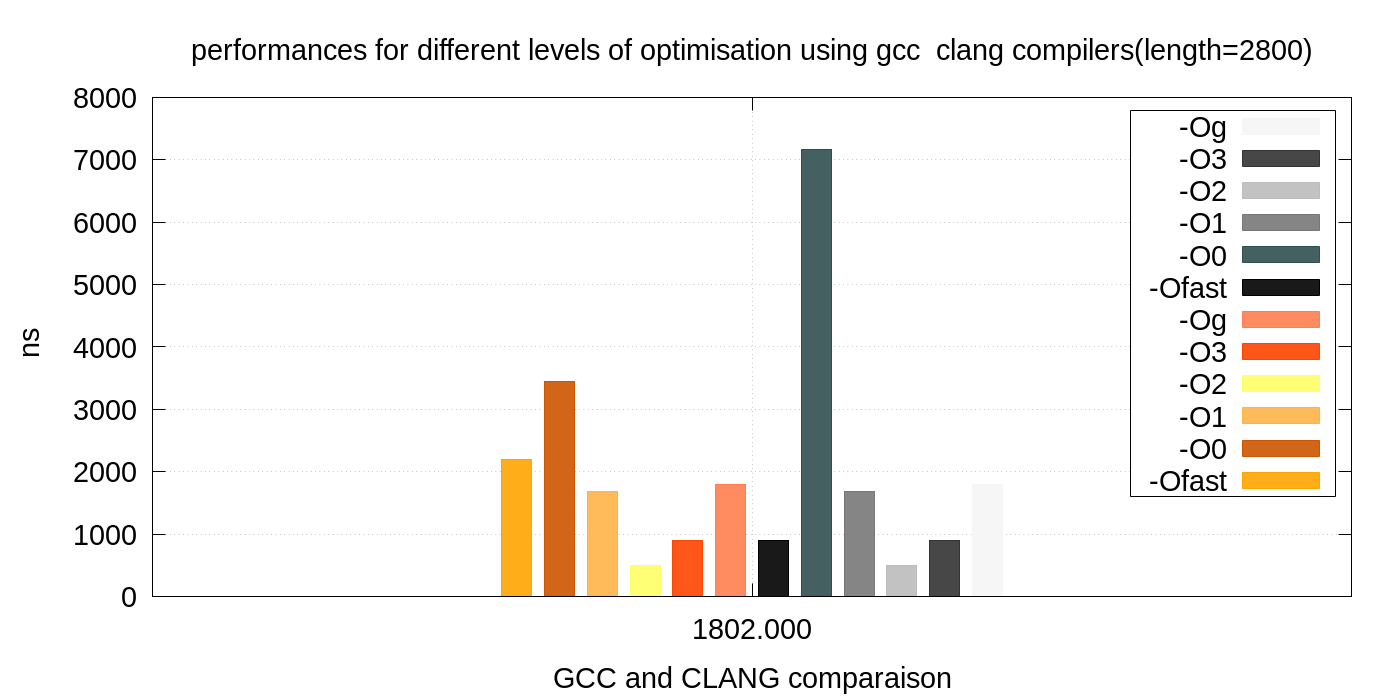 performances for different levels of optimisation using gcc  clang compilers(length=2800)
8000
7000
6000
5000
4000
3000
2000
1000
0
ns
-Og
-O3
-O2
-O1
-O0
-Ofast
-Og
-O3
-O2
-O1
-O0
-Ofast
1802.000
GCC and CLANG comparaison